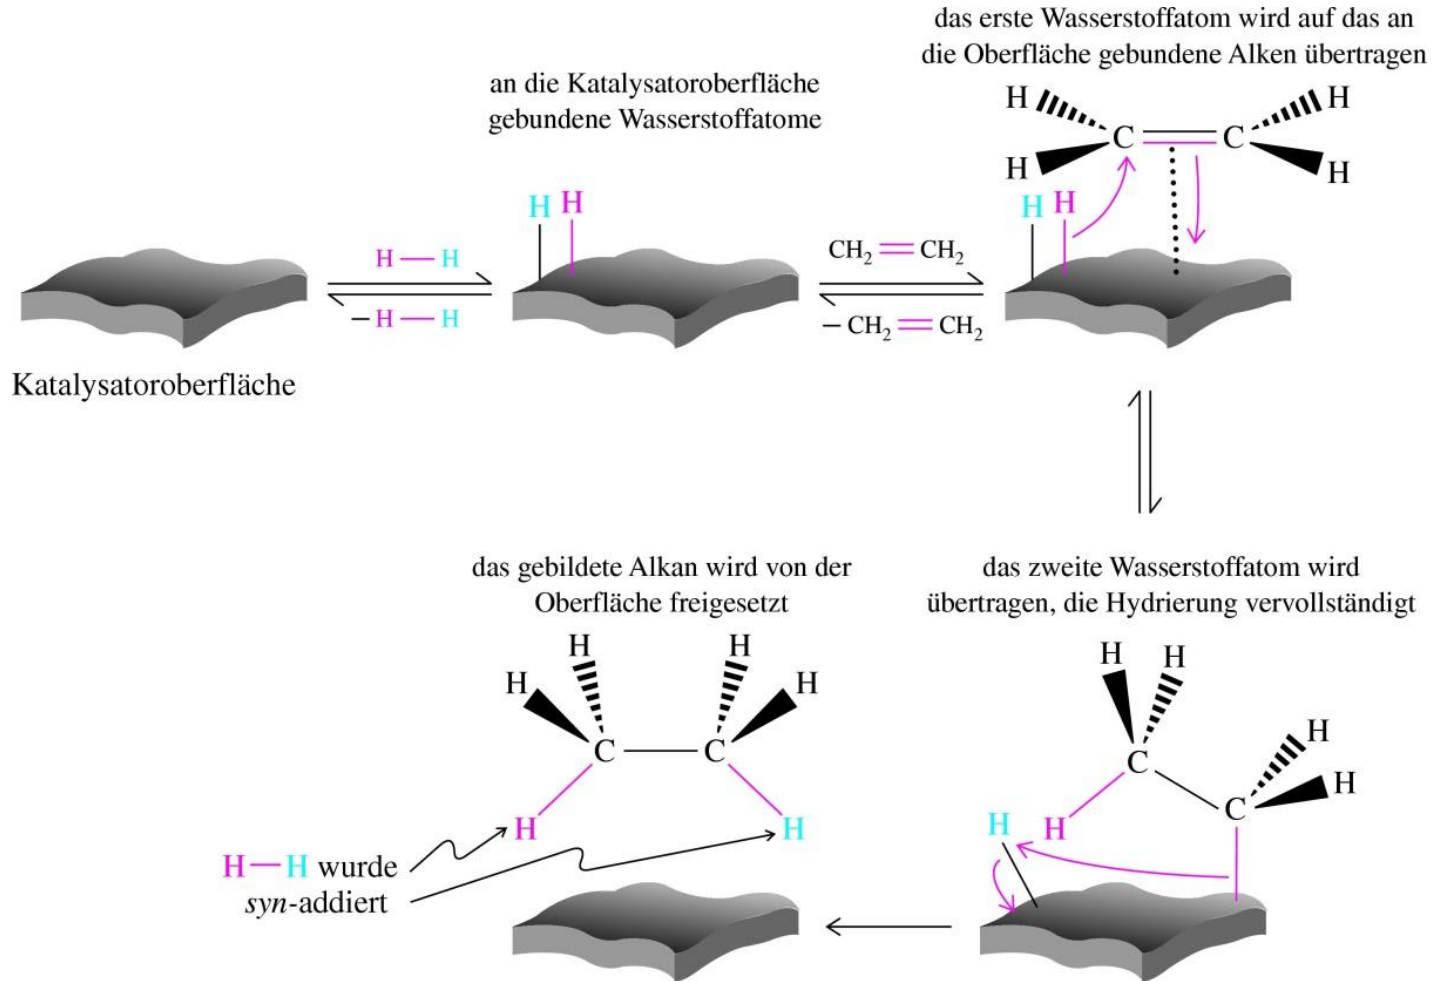 das erste Wasserstoffatom wird auf das an
die Oberfläche gebundene Alken übertragen
an die Katalysatoroberfläche
gebundene Wasserstoffatome
H H
H H
C C
H H
H H
H H
H—H
CH₂=CH₂
–H—H
–CH₂=CH₂
Katalysatoroberfläche
das gebildete Alkan wird von der
Oberfläche freigesetzt
H H
H H
C — C
H H
H—H wurde
syn-addiert
das zweite Wasserstoffatom wird
übertragen, die Hydrierung vervollständigt
H H
H
C
H
C
H H